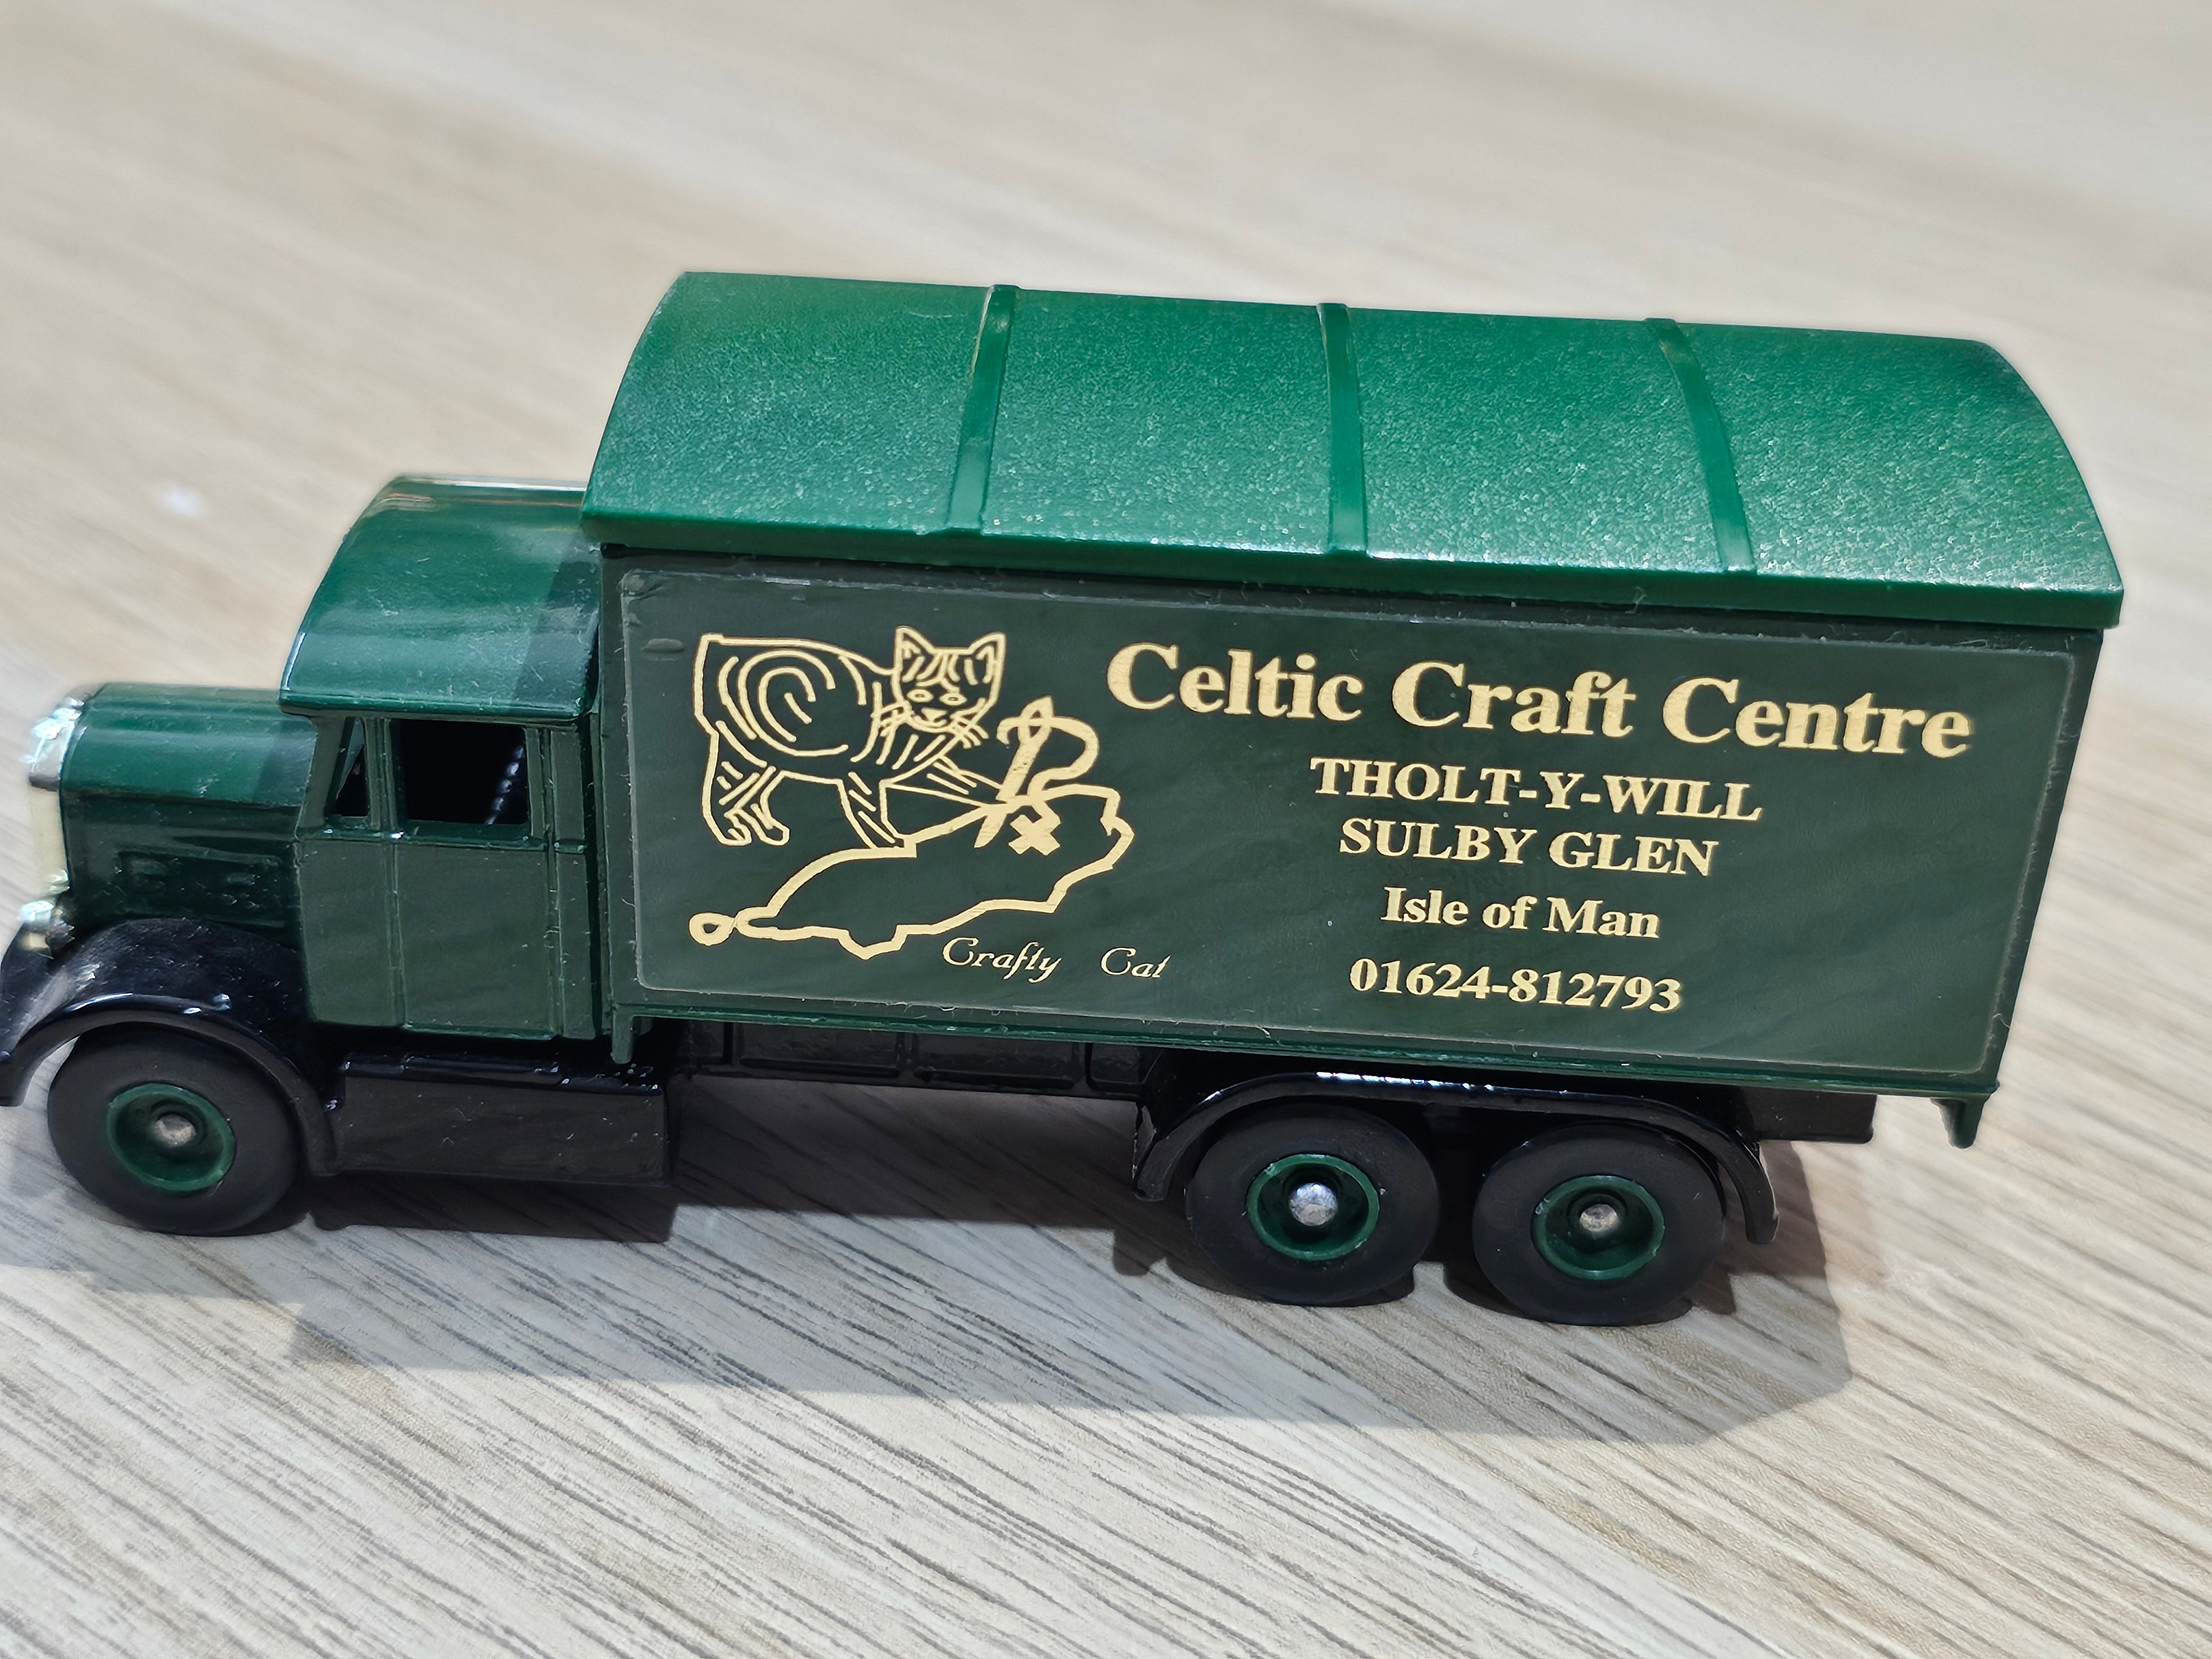 Celtic Craft Centre
THOLT-Y-WILL
SULBY GLEN
Isle of Man
01624-812793
Crafty Cat